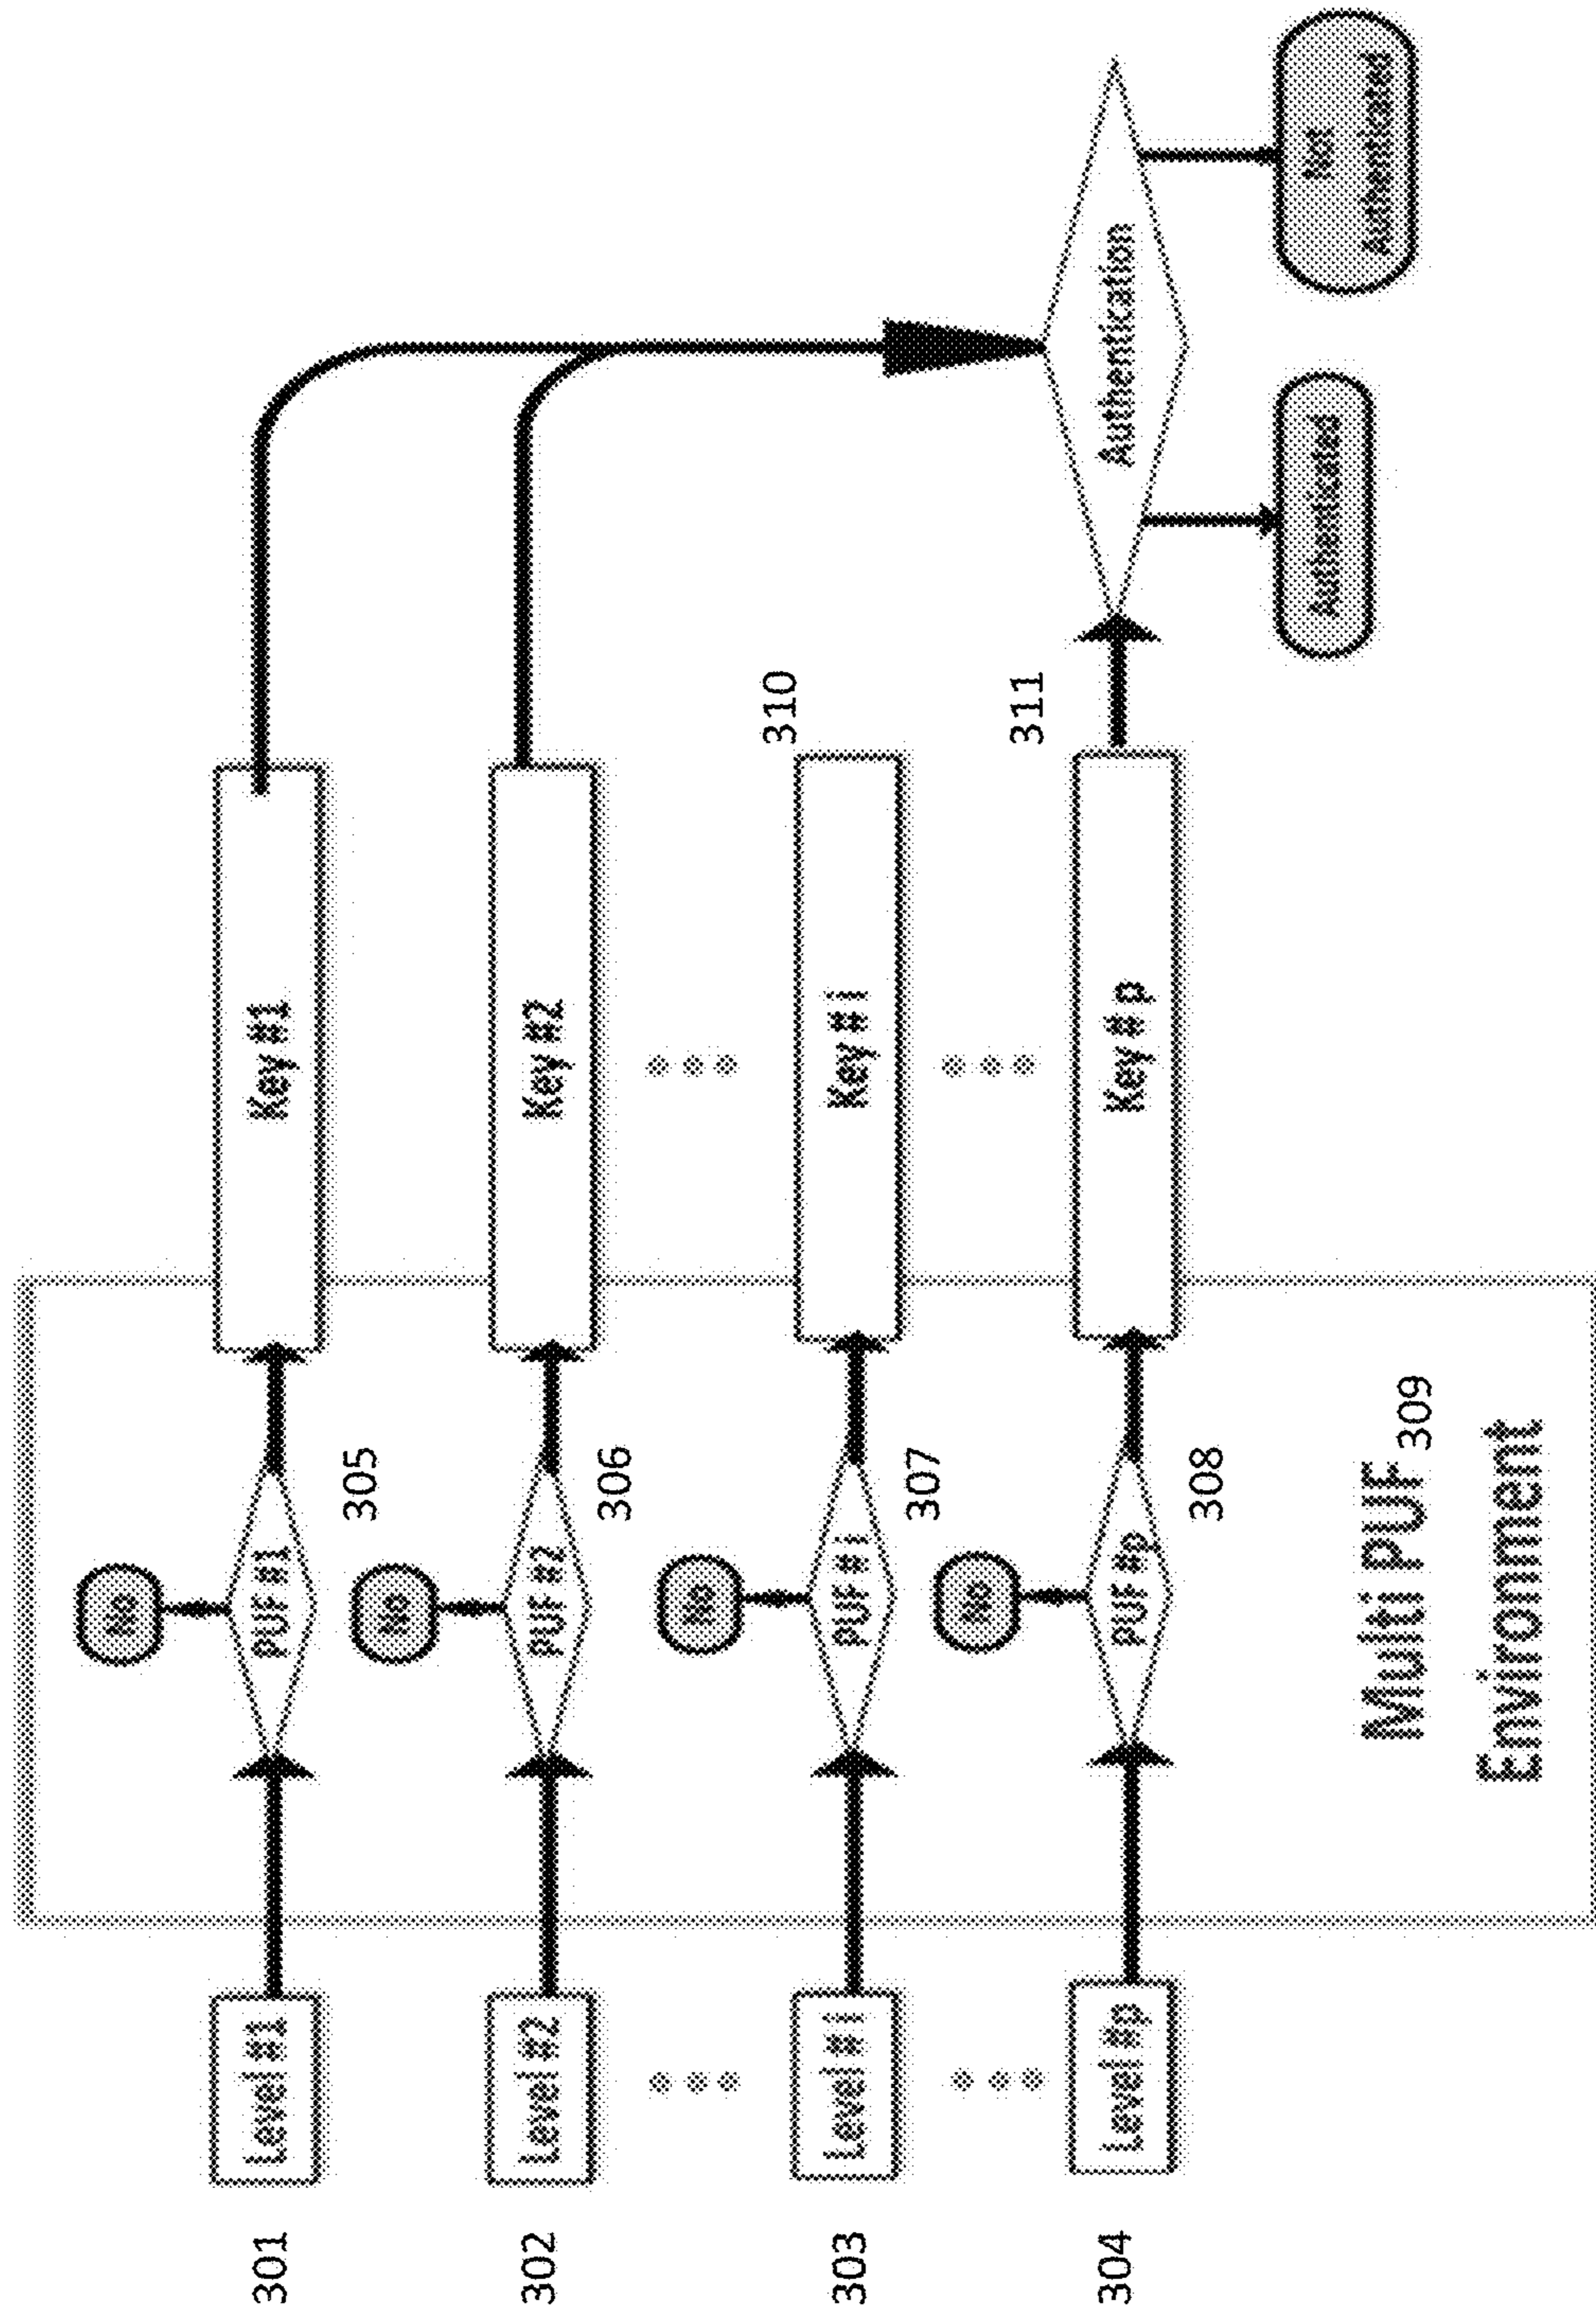 301
Level #1
No
PUF #1
305
Key #1
302
Level #2
No
PUF #2
306
Key #2
303
Level # i
No
PUF # i
307
Key # i
310
304
Level #p
No
PUF #p
308
Key # p
311
Authentication
Authenticated
Not
Authenticated
Multi PUF 309
Environment